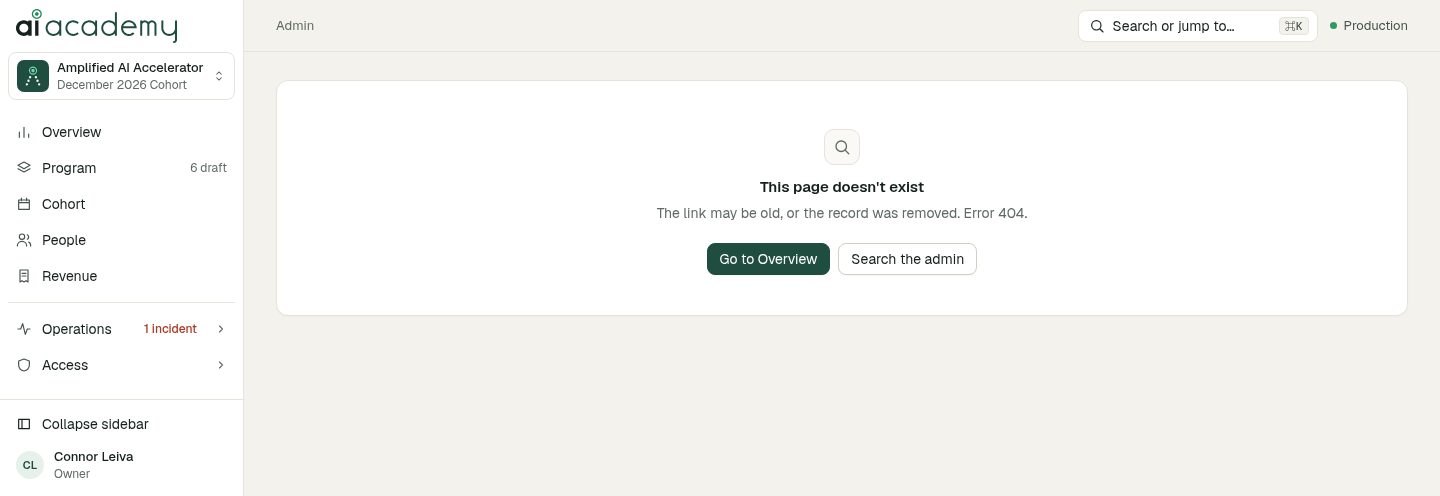 ai academy
Amplified AI Accelerator
December 2026 Cohort
Overview
Program 6 draft
Cohort
People
Revenue
Operations 1 incident
Access
Collapse sidebar
CL
Connor Leiva
Owner
Admin
Search or jump to... ⌘K
Production
This page doesn't exist
The link may be old, or the record was removed. Error 404.
Go to Overview
Search the admin